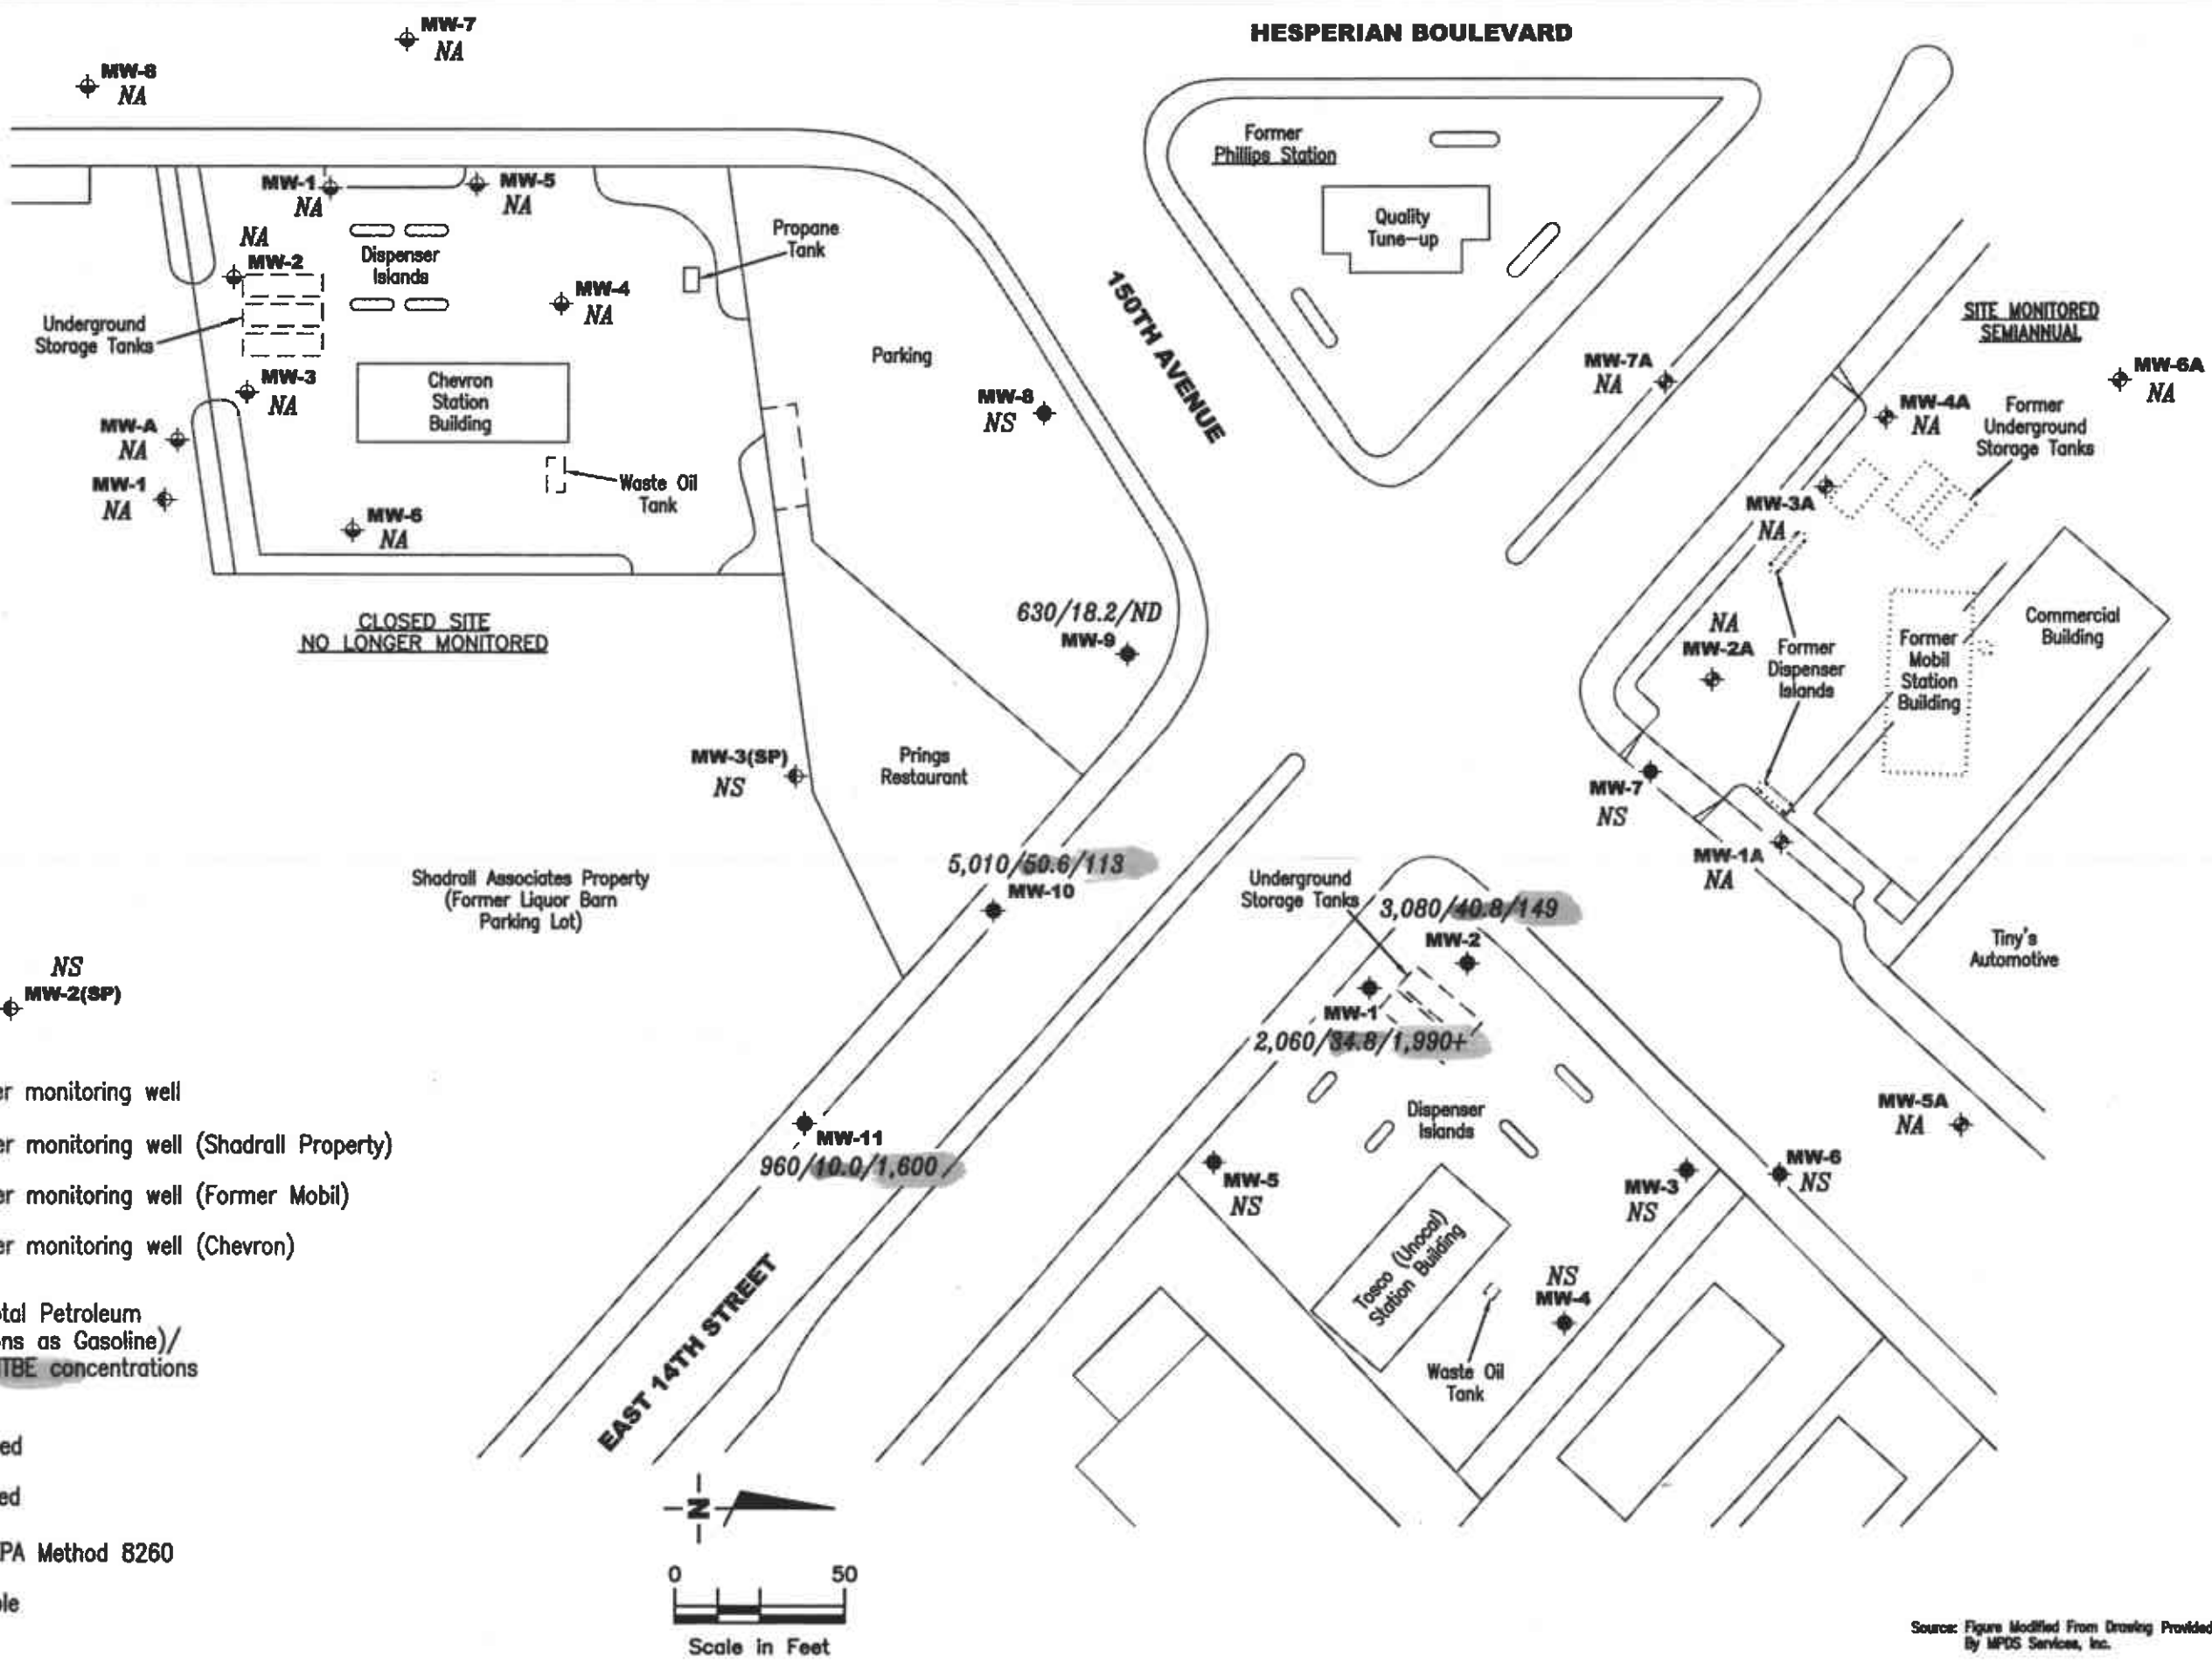 HESPERIAN BOULEVARD
MW-7
NA
MW-8
NA
MW-1
NA
MW-5
NA
NA
MW-2
Dispenser
Islands
Propane
Tank
MW-4
NA
Underground
Storage Tanks
MW-3
NA
Chevron
Station
Building
Parking
MW-A
NA
MW-1
NA
MW-6
NA
Waste Oil
Tank
MW-8
NS
150TH AVENUE
Former
Phillips Station
Quality
Tune-up
SITE MONITORED
SEMIANNUAL
MW-7A
NA
MW-6A
NA
MW-4A
NA
Former
Underground
Storage Tanks
MW-3A
NA
CLOSED SITE
NO LONGER MONITORED
630/18.2/ND
MW-9
NA
MW-2A
Former
Dispenser
Islands
Former
Mobil
Station
Building
Commercial
Building
MW-3(SP)
NS
Prings
Restaurant
MW-7
NS
MW-1A
NA
Shadrall Associates Property
(Former Liquor Barn
Parking Lot)
5,010/50.6/113
MW-10
Underground
Storage Tanks
3,080/40.8/149
MW-2
Tiny's
Automotive
NS
MW-2(SP)
MW-1
2,060/34.8/1,990+
er monitoring well
er monitoring well (Shadrall Property)
er monitoring well (Former Mobil)
er monitoring well (Chevron)
MW-11
960/10.0/1,600
Dispenser
Islands
MW-5A
NA
MW-5
NS
MW-3
NS
MW-6
NS
Tosco (Unocal)
Station Building
NS
MW-4
Waste Oil
Tank
EAST 14TH STREET
tal Petroleum
ns as Gasoline)/
TBE concentrations
ed
ed
PA Method 8260
le
N
0 50
Scale in Feet
Source: Figure Modified From Drawing Provided
By MPDS Services, Inc.